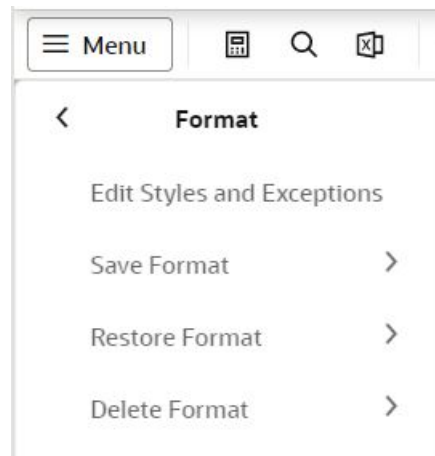 Menu
Format
Edit Styles and Exceptions
Save Format
Restore Format
Delete Format